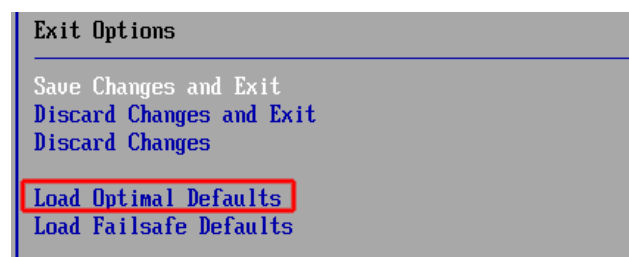 Exit Options
Save Changes and Exit
Discard Changes and Exit
Discard Changes
Load Optimal Defaults
Load Failsafe Defaults